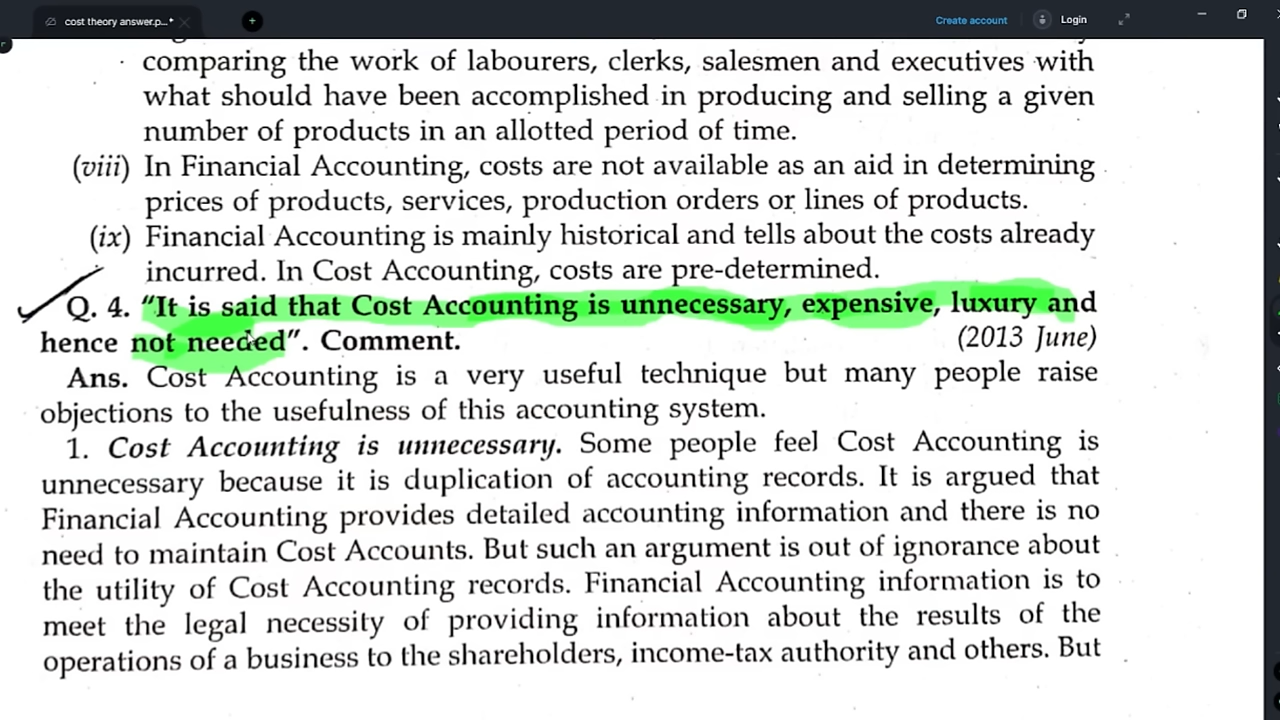 cost theory answer.p...*
Create account
Login
comparing the work of labourers, clerks, salesmen and executives with
what should have been accomplished in producing and selling a given
number of products in an allotted period of time.
(viii) In Financial Accounting, costs are not available as an aid in determining
prices of products, services, production orders or lines of products.
(ix) Financial Accounting is mainly historical and tells about the costs already
incurred. In Cost Accounting, costs are pre-determined.
Q. 4. “It is said that Cost Accounting is unnecessary, expensive, luxury and
hence not needed”. Comment. (2013 June)
Ans. Cost Accounting is a very useful technique but many people raise
objections to the usefulness of this accounting system.
1. Cost Accounting is unnecessary. Some people feel Cost Accounting is
unnecessary because it is duplication of accounting records. It is argued that
Financial Accounting provides detailed accounting information and there is no
need to maintain Cost Accounts. But such an argument is out of ignorance about
the utility of Cost Accounting records. Financial Accounting information is to
meet the legal necessity of providing information about the results of the
operations of a business to the shareholders, income-tax authority and others. But